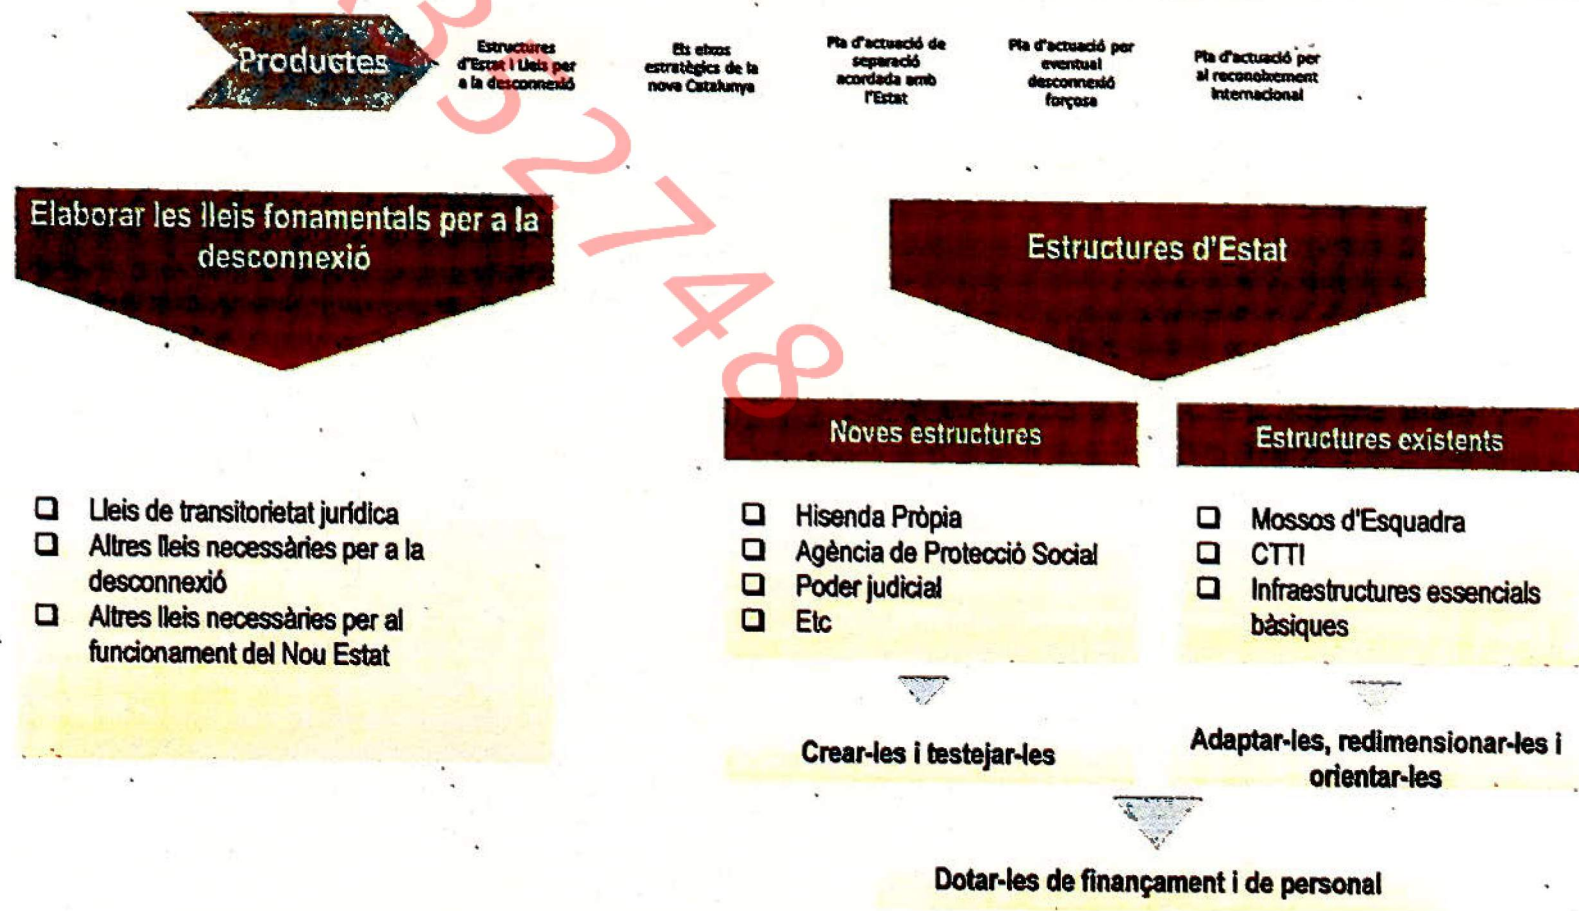 Productes
Estructures
d'Estat i Lleis per
a la desconnexió
Els eixos
estratègics de la
nova Catalunya
Pla d'actuació de
separació
acordada amb
l'Estat
Pla d'actuació per
eventual
desconnexió
forçosa
Pla d'actuació per
al reconeixement
Internacional
Elaborar les lleis fonamentals per a la
desconnexió
Estructures d'Estat
Noves estructures
Estructures existents
❑ Lleis de transitorietat jurídica
❑ Altres lleis necessàries per a la
desconnexió
❑ Altres lleis necessàries per al
funcionament del Nou Estat
❑ Hisenda Pròpia
❑ Agència de Protecció Social
❑ Poder judicial
❑ Etc
❑ Mossos d'Esquadra
❑ CTTI
❑ Infraestructures essencials
bàsiques
Crear-les i testejar-les
Adaptar-les, redimensionar-les i
orientar-les
Dotar-les de finançament i de personal